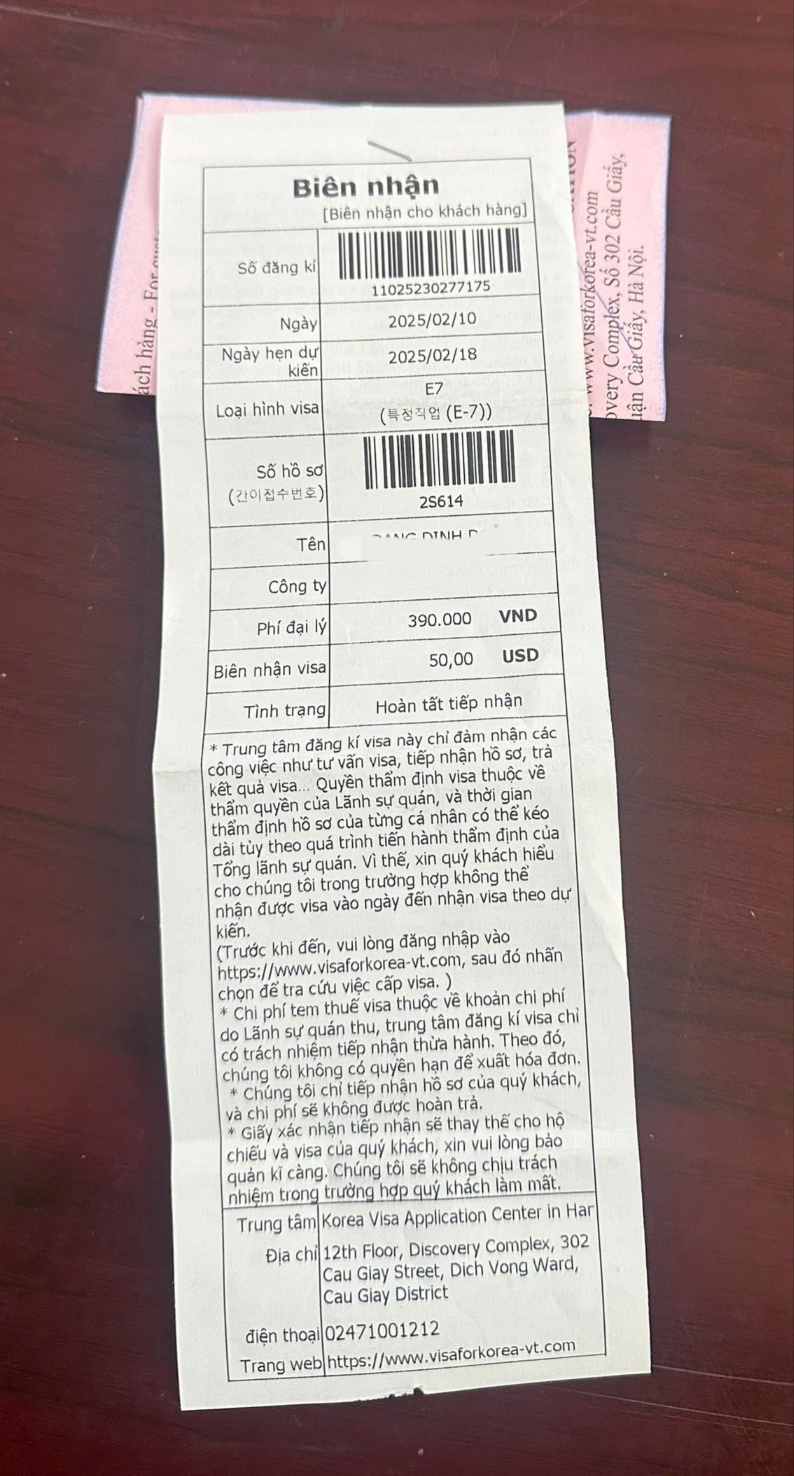 Biên nhận
[Biên nhận cho khách hàng]
Số đăng kí
11025230277175
Ngày 2025/02/10
Ngày hẹn dự kiến 2025/02/18
Loại hình visa E7
(특정직업 (E-7))
Số hồ sơ
(간이접수번호)
2S614
Tên
Công ty
Phí đại lý 390.000 VND
Biên nhận visa 50,00 USD
Tình trạng Hoàn tất tiếp nhận
* Trung tâm đăng kí visa này chỉ đảm nhận các
công việc như tư vấn visa, tiếp nhận hồ sơ, trả
kết quả visa... Quyền thẩm định visa thuộc về
thẩm quyền của Lãnh sự quán, và thời gian
thẩm định hồ sơ của từng cá nhân có thể kéo
dài tùy theo quá trình tiến hành thẩm định của
Tổng lãnh sự quán. Vì thế, xin quý khách hiểu
cho chúng tôi trong trường hợp không thể
nhận được visa vào ngày đến nhận visa theo dự
kiến.
(Trước khi đến, vui lòng đăng nhập vào
https://www.visaforkorea-vt.com, sau đó nhấn
chọn để tra cứu việc cấp visa. )
* Chi phí tem thuế visa thuộc về khoản chi phí
do Lãnh sự quán thu, trung tâm đăng kí visa chỉ
có trách nhiệm tiếp nhận thừa hành. Theo đó,
chúng tôi không có quyền hạn để xuất hóa đơn.
* Chúng tôi chỉ tiếp nhận hồ sơ của quý khách,
và chi phí sẽ không được hoàn trả.
* Giấy xác nhận tiếp nhận sẽ thay thế cho hộ
chiếu và visa của quý khách, xin vui lòng bảo
quản kĩ càng. Chúng tôi sẽ không chịu trách
nhiệm trong trường hợp quý khách làm mất.
Trung tâm Korea Visa Application Center in Har
Địa chỉ 12th Floor, Discovery Complex, 302
Cau Giay Street, Dich Vong Ward,
Cau Giay District
điện thoại 02471001212
Trang web https://www.visaforkorea-vt.com
ách hàng - For
www.visaforkorea-vt.com
overy Complex, Số 302 Cầu Giấy,
uận Cầu Giấy, Hà Nội.